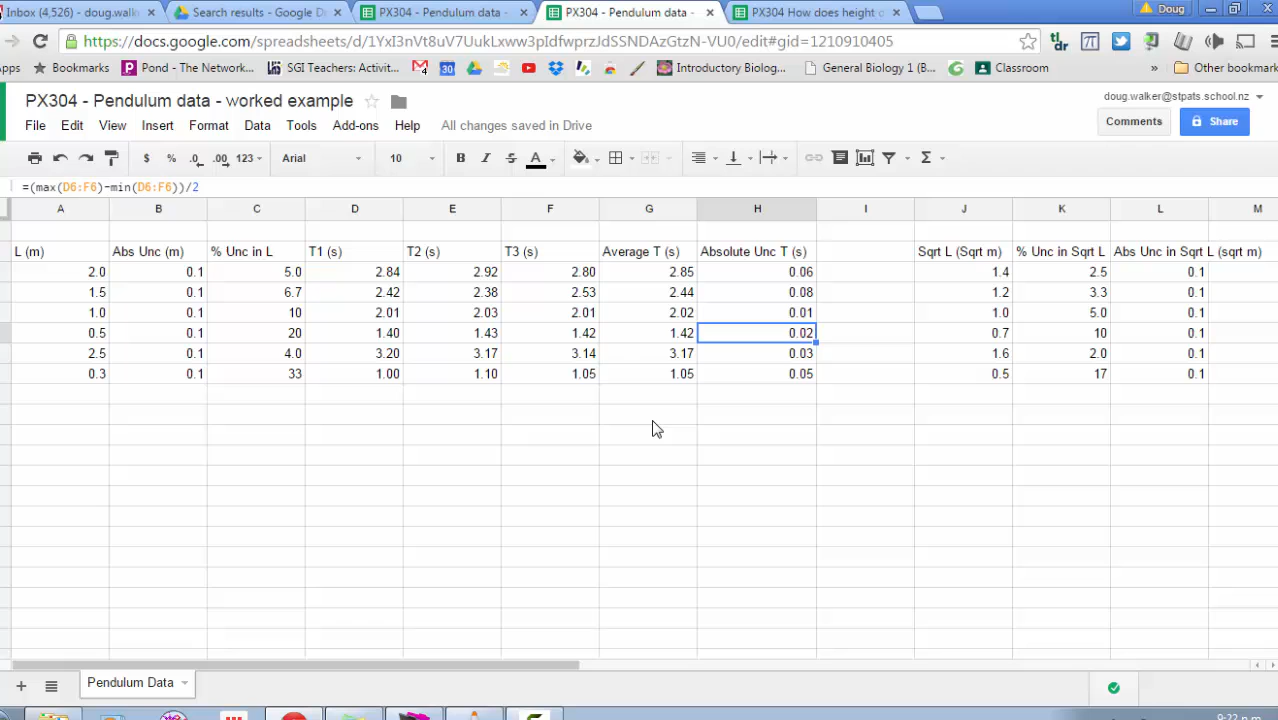 Inbox (4,526) - doug.walk
Search results - Google D
PX304 - Pendulum data -
PX304 - Pendulum data -
PX304 How does height d
Doug
https://docs.google.com/spreadsheets/d/1YxI3nVt8uV7UukLxww3pIdfwprzJdSSNDAzGtzN-VU0/edit#gid=1210910405
Apps Bookmarks Pond - The Network... SGI Teachers: Activit... Introductory Biolog... General Biology 1 (B... Classroom » Other bookmark
PX304 - Pendulum data - worked example
doug.walker@stpats.school.nz
File Edit View Insert Format Data Tools Add-ons Help All changes saved in Drive
Comments Share
$ % .0 .00 123 Arial 10 B I S A Σ
=(max(D6:F6)-min(D6:F6))/2
A B C D E F G H I J K L M
L (m) Abs Unc (m) % Unc in L T1 (s) T2 (s) T3 (s) Average T (s) Absolute Unc T (s) Sqrt L (Sqrt m) % Unc in Sqrt L Abs Unc in Sqrt L (sqrt m)
2.0 0.1 5.0 2.84 2.92 2.80 2.85 0.06 1.4 2.5 0.1
1.5 0.1 6.7 2.42 2.38 2.53 2.44 0.08 1.2 3.3 0.1
1.0 0.1 10 2.01 2.03 2.01 2.02 0.01 1.0 5.0 0.1
0.5 0.1 20 1.40 1.43 1.42 1.42 0.02 0.7 10 0.1
2.5 0.1 4.0 3.20 3.17 3.14 3.17 0.03 1.6 2.0 0.1
0.3 0.1 33 1.00 1.10 1.05 1.05 0.05 0.5 17 0.1
Pendulum Data
9:22 p.m.